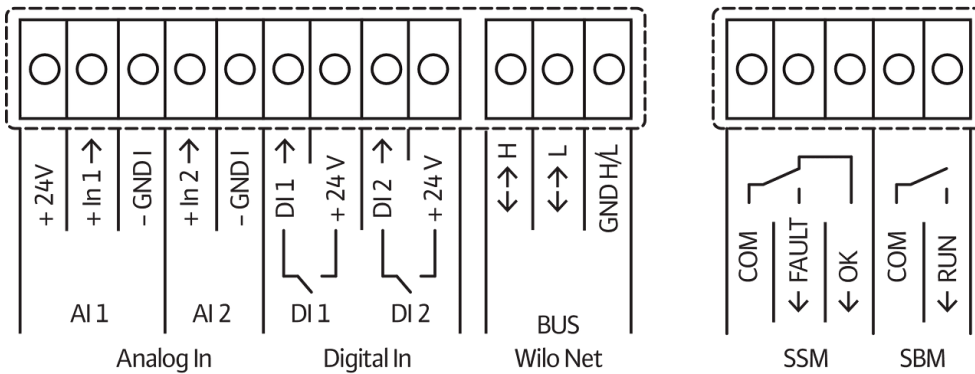 + 24V
+ In 1 →
- GND I
+ In 2 →
- GND I
DI 1 →
+ 24 V
DI 2 →
+ 24 V
↔ H
↔ L
GND H/L
COM
← FAULT
← OK
COM
← RUN
AI 1
AI 2
DI 1
DI 2
BUS
Analog In
Digital In
Wilo Net
SSM
SBM